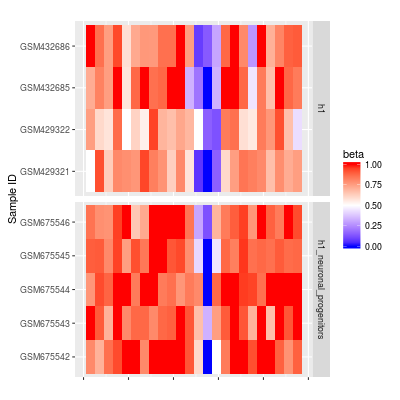 GSM432686
GSM432685
GSM429322
GSM429321
h1
Sample ID
GSM675546
GSM675545
GSM675544
GSM675543
GSM675542
h1_neuronal_progenitors
beta
1.00
0.75
0.50
0.25
0.00